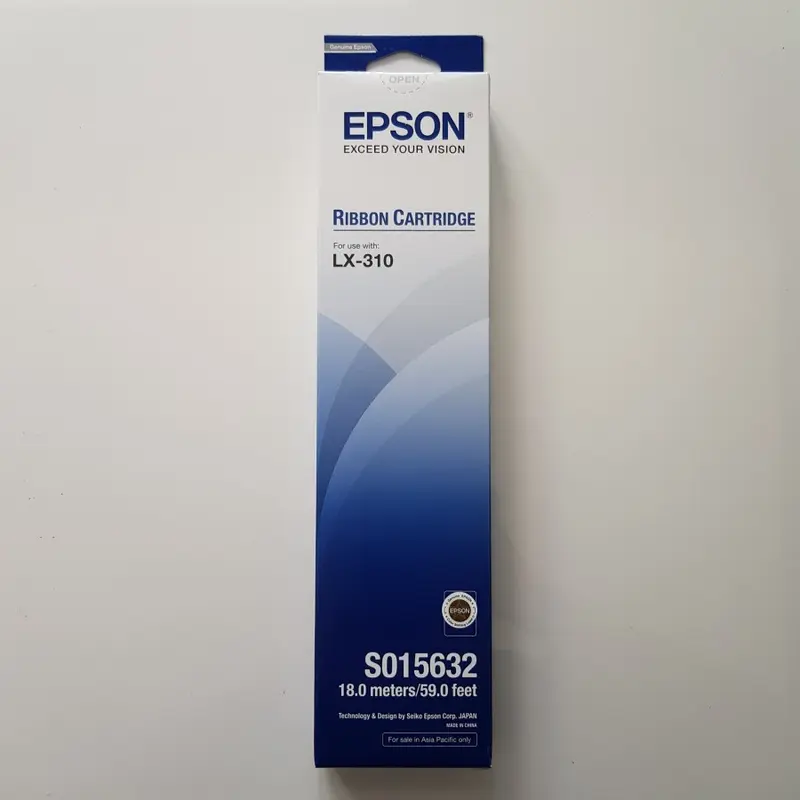 Genuine Epson
OPEN
EPSON®
EXCEED YOUR VISION
RIBBON CARTRIDGE
For use with:
LX-310
EPSON
S015632
18.0 meters/59.0 feet
Technology & Design by Seiko Epson Corp. JAPAN
MADE IN CHINA
For sale in Asia Pacific only